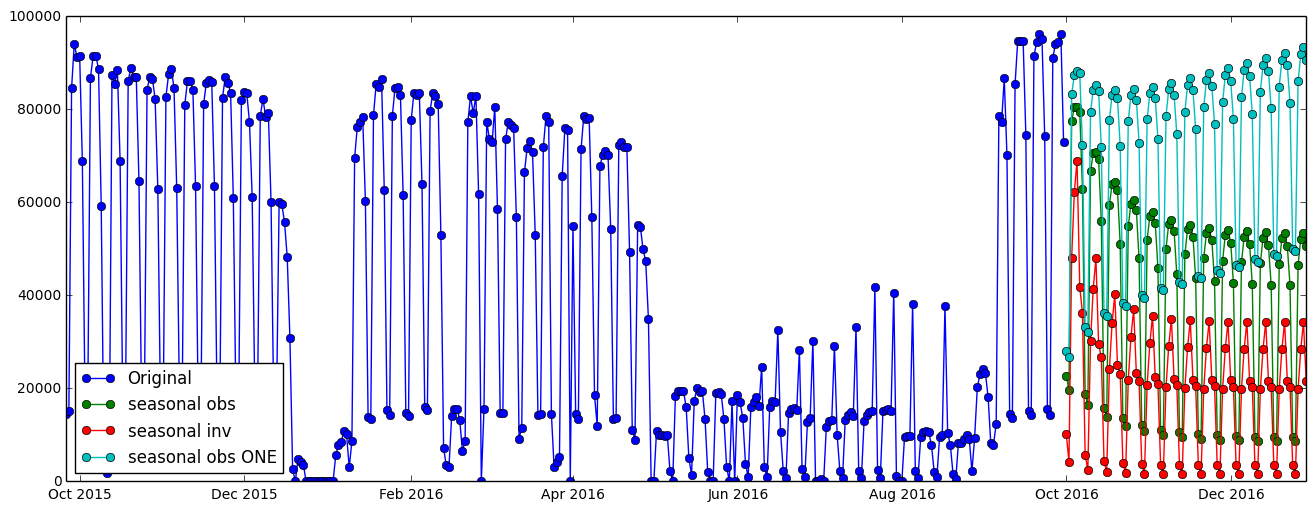 100000
80000
60000
40000
20000
0
Original
seasonal obs
seasonal inv
seasonal obs ONE
Oct 2015
Dec 2015
Feb 2016
Apr 2016
Jun 2016
Aug 2016
Oct 2016
Dec 2016